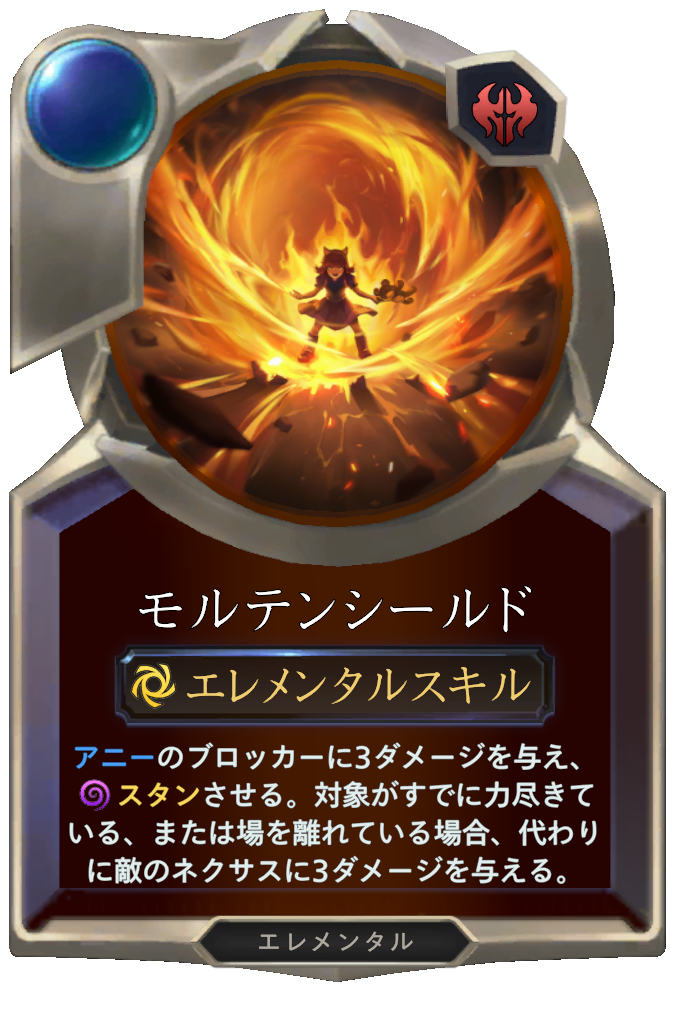 モルテンシールド
エレメンタルスキル
アニーのブロッカーに3ダメージを与え、
スタンさせる。対象がすでに力尽きて
いる、または場を離れている場合、代わり
に敵のネクサスに3ダメージを与える。
エレメンタル